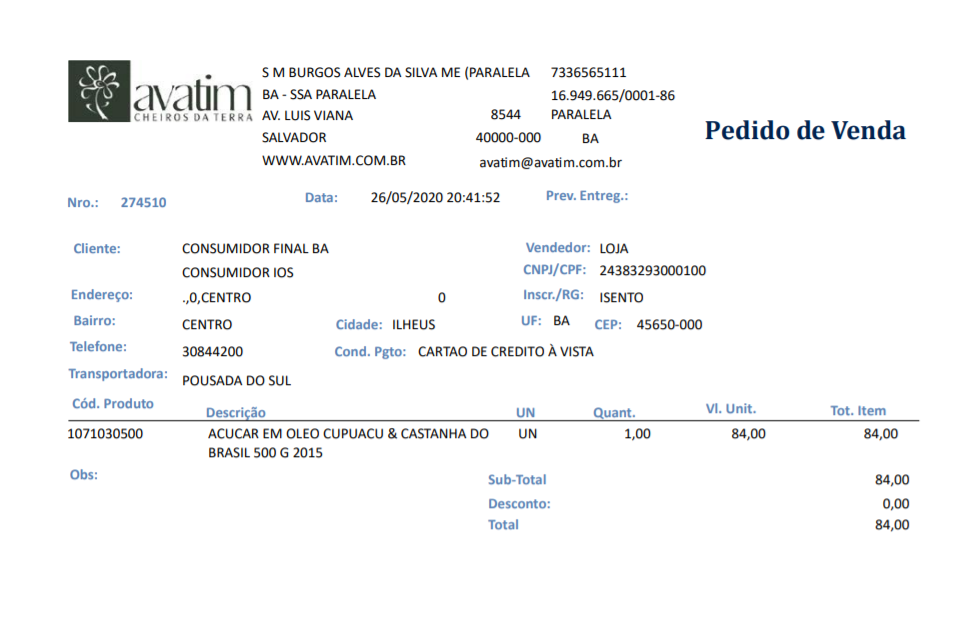 avatim
CHEIROS DA TERRA
S M BURGOS ALVES DA SILVA ME (PARALELA 7336565111
BA - SSA PARALELA 16.949.665/0001-86
AV. LUIS VIANA 8544 PARALELA
SALVADOR 40000-000 BA
WWW.AVATIM.COM.BR avatim@avatim.com.br
Pedido de Venda
Nro.: 274510 Data: 26/05/2020 20:41:52 Prev. Entreg.:
Cliente: CONSUMIDOR FINAL BA Vendedor: LOJA
CONSUMIDOR IOS CNPJ/CPF: 24383293000100
Endereço: .,0,CENTRO 0 Inscr./RG: ISENTO
Bairro: CENTRO Cidade: ILHEUS UF: BA CEP: 45650-000
Telefone: 30844200 Cond. Pgto: CARTAO DE CREDITO À VISTA
Transportadora: POUSADA DO SUL
Cód. Produto Descrição UN Quant. Vl. Unit. Tot. Item
1071030500 ACUCAR EM OLEO CUPUACU & CASTANHA DO UN 1,00 84,00 84,00
BRASIL 500 G 2015
Obs: Sub-Total 84,00
Desconto: 0,00
Total 84,00